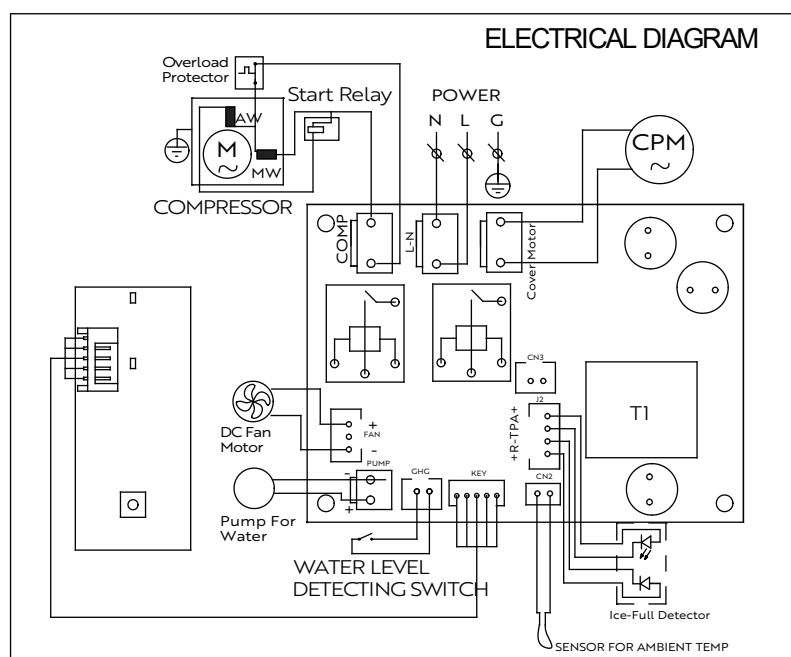 ELECTRICAL DIAGRAM
Overload
Protector
Start Relay
POWER
N L G
AW
M
~
MW
CPM
~
COMPRESSOR
COMP
L-N
Cover Motor
CN3
J2
+R-TPA+
T1
DC Fan
Motor
+
FAN
-
PUMP
-
+
GHG
KEY
CN2
Pump For
Water
WATER LEVEL
DETECTING SWITCH
Ice-Full Detector
SENSOR FOR AMBIENT TEMP